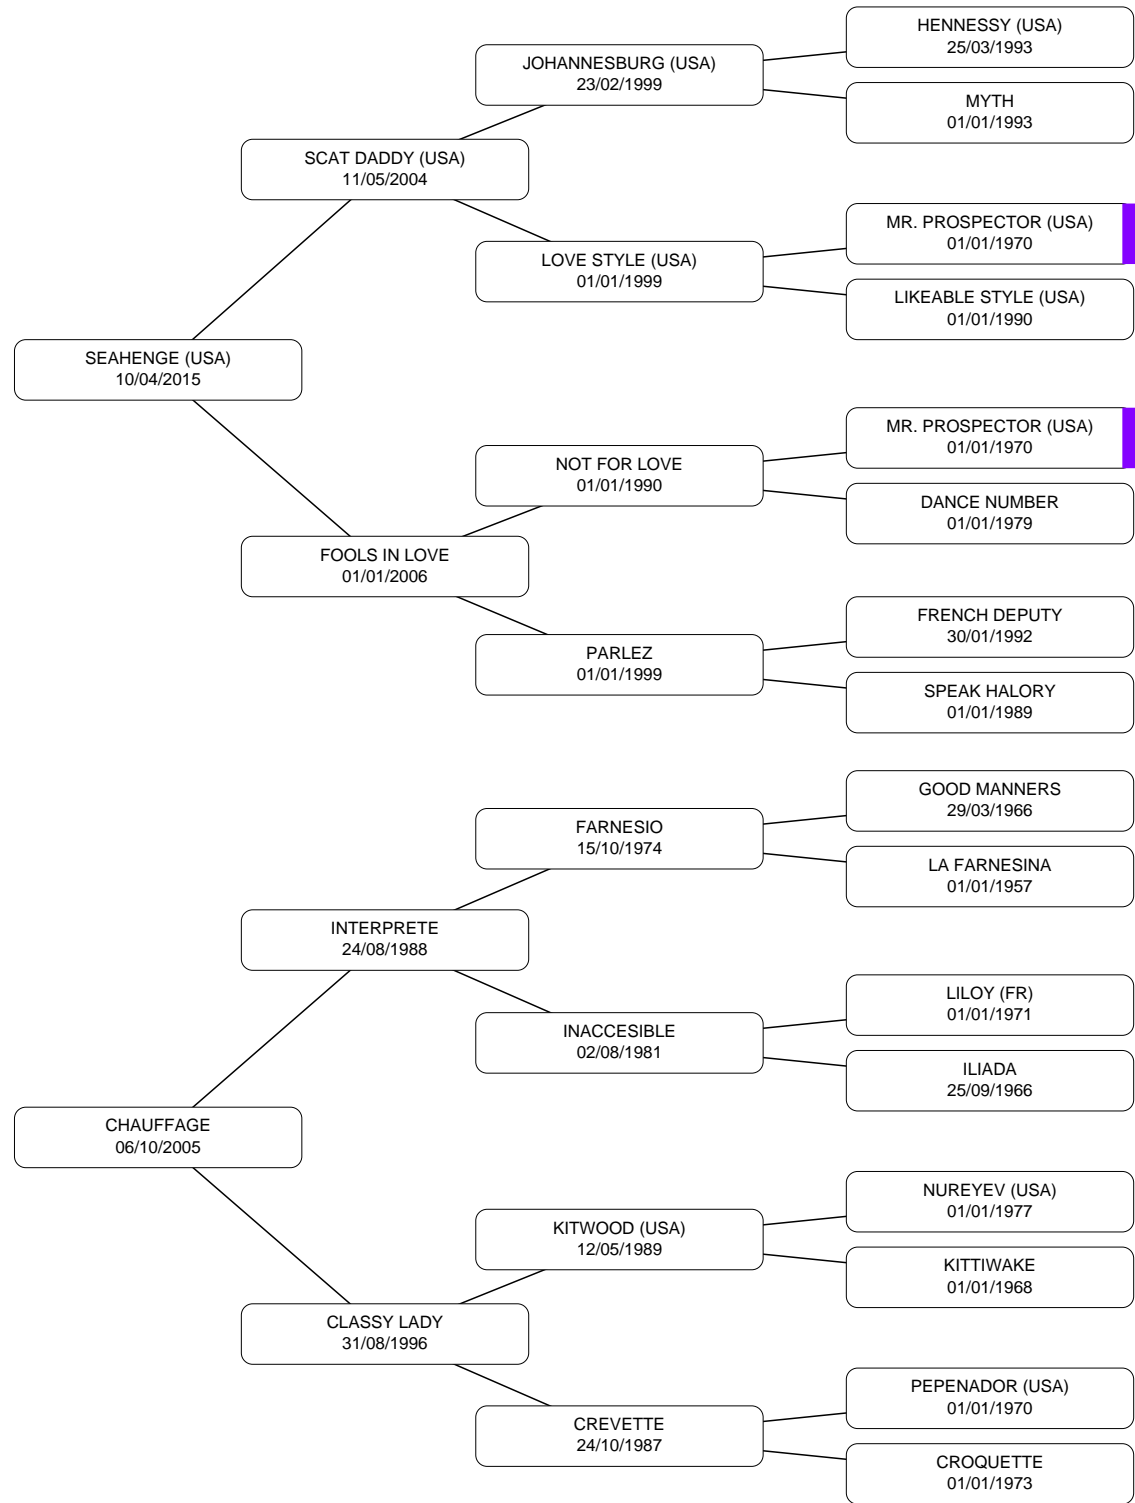 HENNESSY (USA)
25/03/1993
JOHANNESBURG (USA)
23/02/1999
MYTH
01/01/1993
SCAT DADDY (USA)
11/05/2004
MR. PROSPECTOR (USA)
01/01/1970
LOVE STYLE (USA)
01/01/1999
LIKEABLE STYLE (USA)
01/01/1990
SEAHENGE (USA)
10/04/2015
MR. PROSPECTOR (USA)
01/01/1970
NOT FOR LOVE
01/01/1990
DANCE NUMBER
01/01/1979
FOOLS IN LOVE
01/01/2006
FRENCH DEPUTY
30/01/1992
PARLEZ
01/01/1999
SPEAK HALORY
01/01/1989
GOOD MANNERS
29/03/1966
FARNESIO
15/10/1974
LA FARNESINA
01/01/1957
INTERPRETE
24/08/1988
LILOY (FR)
01/01/1971
INACCESIBLE
02/08/1981
ILIADA
25/09/1966
CHAUFFAGE
06/10/2005
NUREYEV (USA)
01/01/1977
KITWOOD (USA)
12/05/1989
KITTIWAKE
01/01/1968
CLASSY LADY
31/08/1996
PEPENADOR (USA)
01/01/1970
CREVETTE
24/10/1987
CROQUETTE
01/01/1973